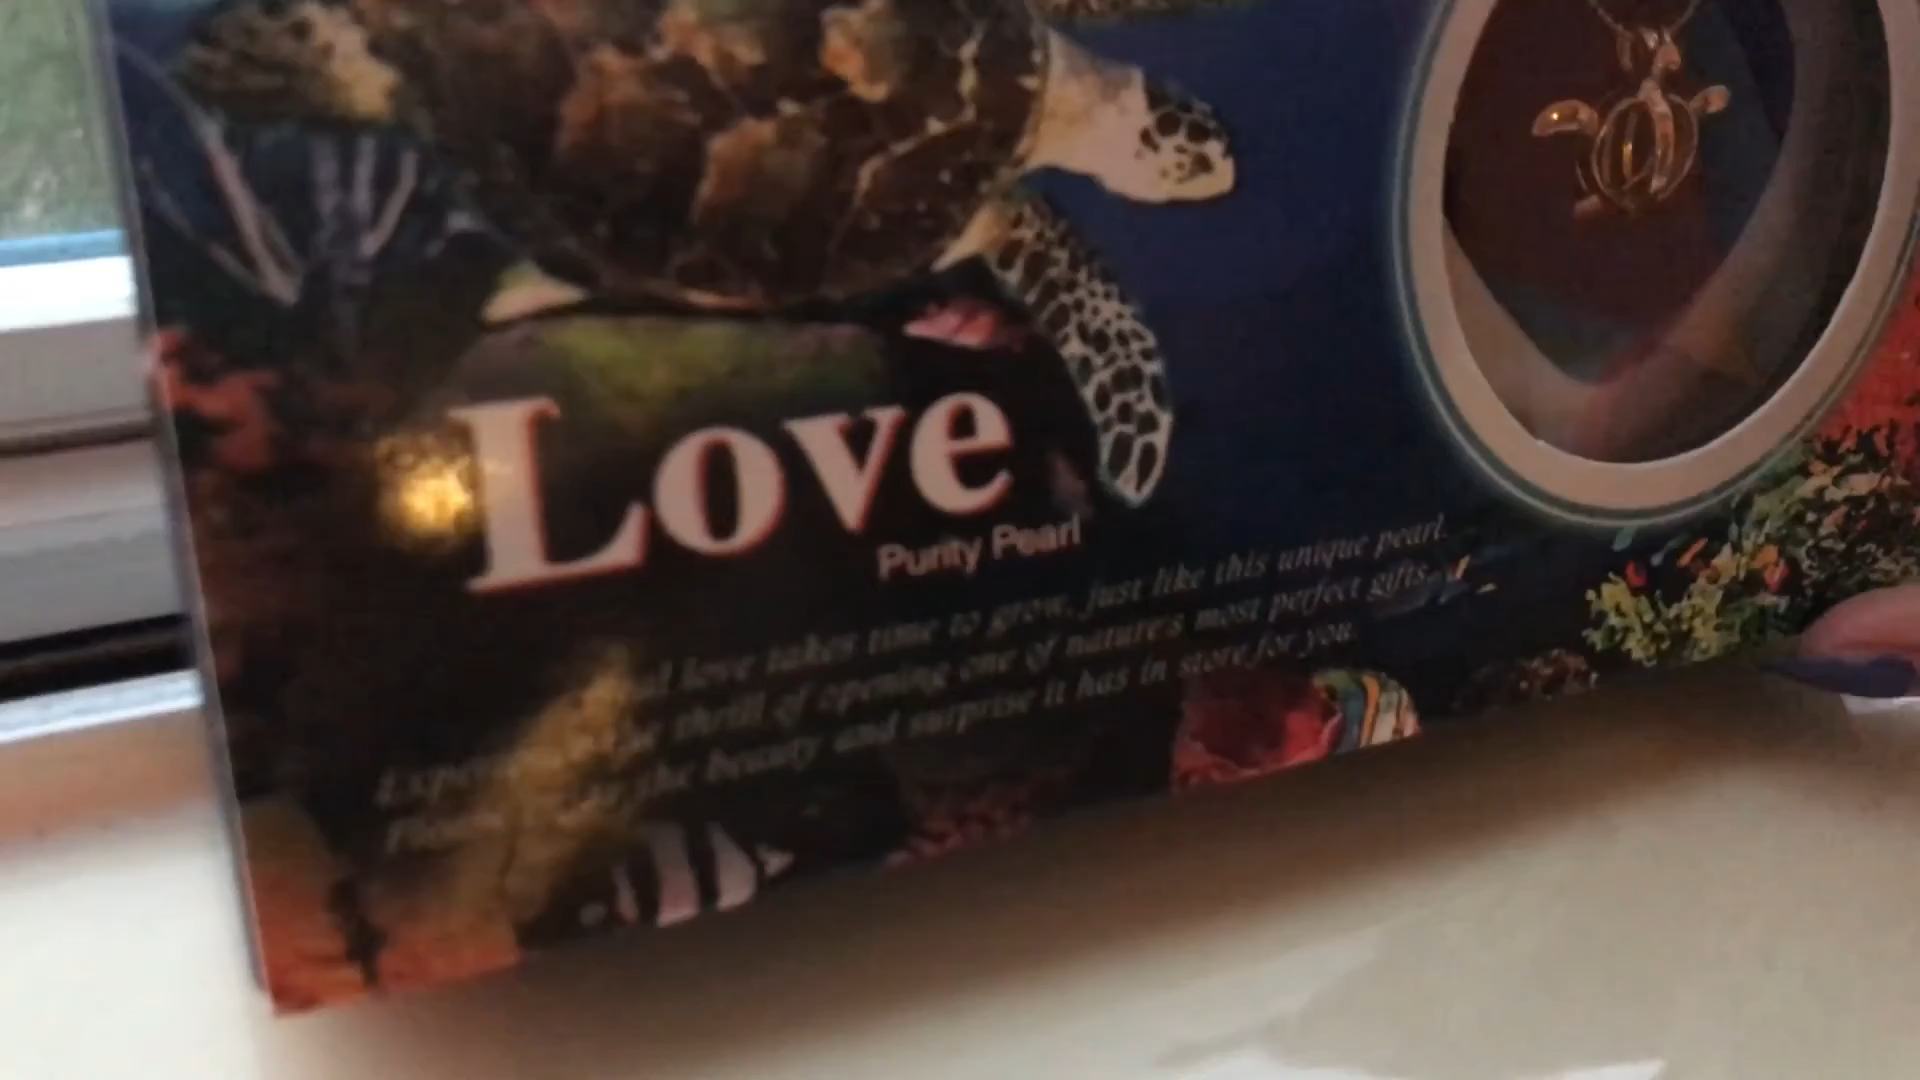 Love
Purity Pearl
love takes time to grow, just like this unique pearl.
thrill of opening one of nature's most perfect gifts.
the beauty and surprise it has in store for you.